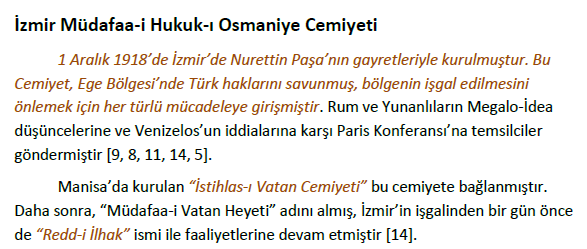 İzmir Müdafaa-i Hukuk-ı Osmaniye Cemiyeti
1 Aralık 1918’de İzmir’de Nurettin Paşa’nın gayretleriyle kurulmuştur. Bu
Cemiyet, Ege Bölgesi’nde Türk haklarını savunmuş, bölgenin işgal edilmesini
önlemek için her türlü mücadeleye girişmiştir. Rum ve Yunanlıların Megalo-İdea
düşüncelerine ve Venizelos’un iddialarına karşı Paris Konferansı’na temsilciler
göndermiştir [9, 8, 11, 14, 5].
Manisa’da kurulan “İstihlas-ı Vatan Cemiyeti” bu cemiyete bağlanmıştır.
Daha sonra, “Müdafaa-i Vatan Heyeti” adını almış, İzmir’in işgalinden bir gün önce
de “Redd-i İlhak” ismi ile faaliyetlerine devam etmiştir [14].